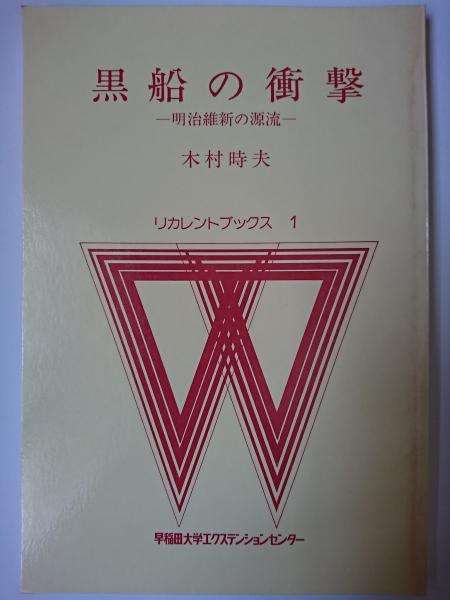 黒船の衝撃
—明治維新の源流—
木村時夫
リカレントブックス 1
早稲田大学エクステンションセンター